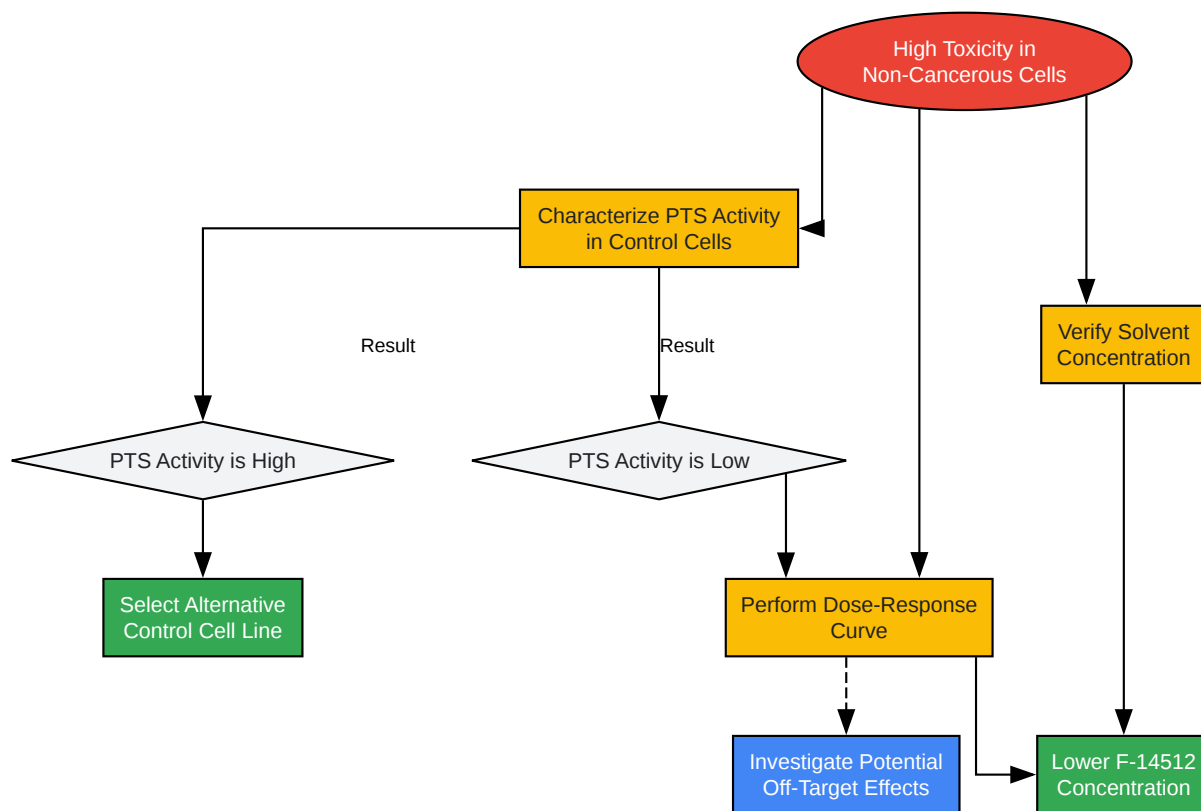 High Toxicity in
Non-Cancerous Cells
Characterize PTS Activity
in Control Cells
Result
Result
Verify Solvent
Concentration
PTS Activity is High
PTS Activity is Low
Select Alternative
Control Cell Line
Perform Dose-Response
Curve
Investigate Potential
Off-Target Effects
Lower F-14512
Concentration